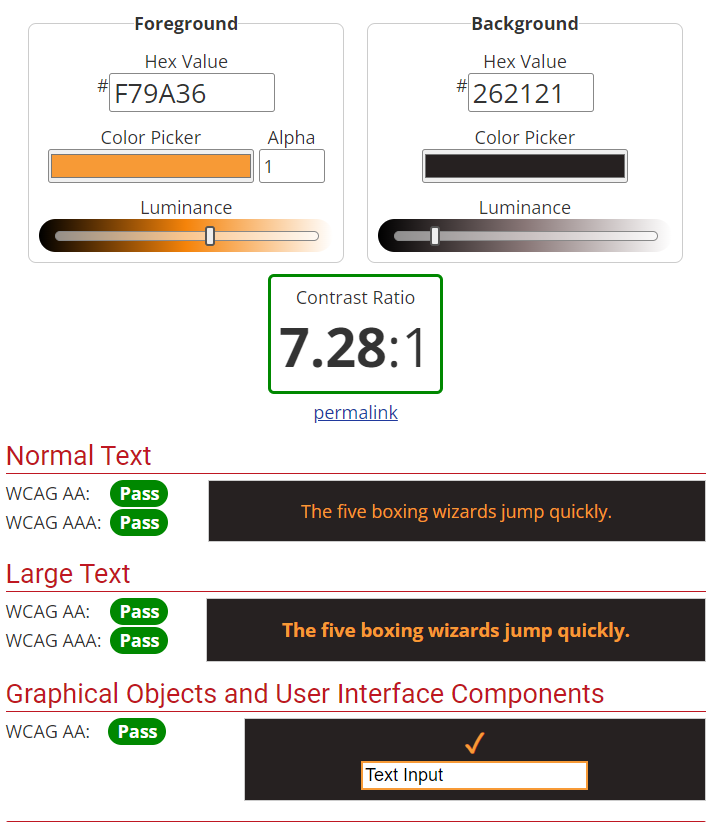 Foreground
Hex Value
#F79A36
Color Picker
Alpha
1
Luminance
Background
Hex Value
#262121
Color Picker
Luminance
Contrast Ratio
7.28:1
permalink
Normal Text
WCAG AA: Pass
WCAG AAA: Pass
The five boxing wizards jump quickly.
Large Text
WCAG AA: Pass
WCAG AAA: Pass
The five boxing wizards jump quickly.
Graphical Objects and User Interface Components
WCAG AA: Pass
✓
Text Input